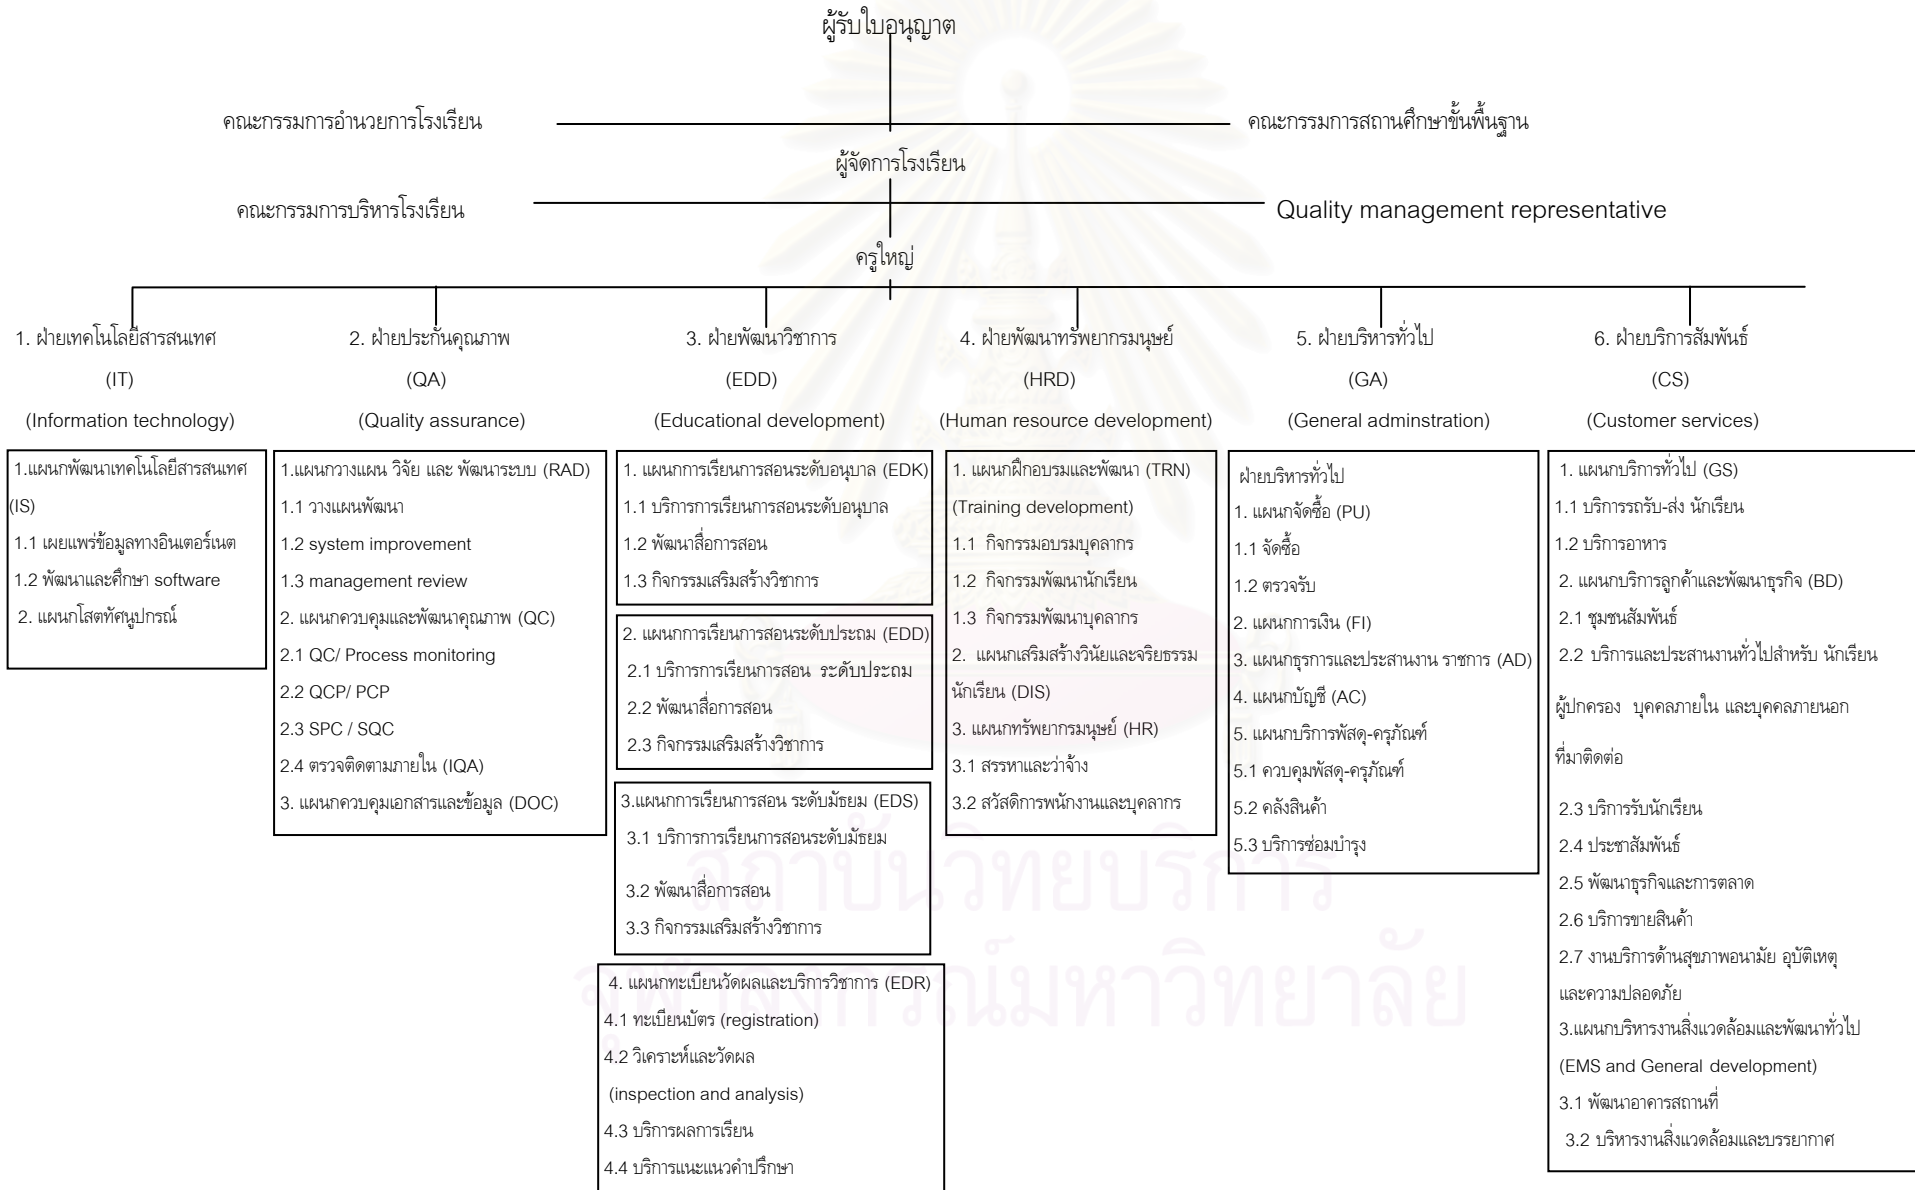 ผู้รับใบอนุญาต
คณะกรรมการอำนวยการโรงเรียน
คณะกรรมการสถานศึกษาขั้นพื้นฐาน
ผู้จัดการโรงเรียน
คณะกรรมการบริหารโรงเรียน
Quality management representative
ครูใหญ่
1. ฝ่ายเทคโนโลยีสารสนเทศ
(IT)
(Information technology)
1.แผนกพัฒนาเทคโนโลยีสารสนเทศ
(IS)
1.1 เผยแพร่ข้อมูลทางอินเตอร์เนต
1.2 พัฒนาและศึกษา software
2. แผนกโสตทัศนูปกรณ์
2. ฝ่ายประกันคุณภาพ
(QA)
(Quality assurance)
1.แผนกวางแผน วิจัย และ พัฒนาระบบ (RAD)
1.1 วางแผนพัฒนา
1.2 system improvement
1.3 management review
2. แผนกควบคุมและพัฒนาคุณภาพ (QC)
2.1 QC/ Process monitoring
2.2 QCP/ PCP
2.3 SPC / SQC
2.4 ตรวจติดตามภายใน (IQA)
3. แผนกควบคุมเอกสารและข้อมูล (DOC)
3. ฝ่ายพัฒนาวิชาการ
(EDD)
(Educational development)
1. แผนกการเรียนการสอนระดับอนุบาล (EDK)
1.1 บริการการเรียนการสอนระดับอนุบาล
1.2 พัฒนาสื่อการสอน
1.3 กิจกรรมเสริมสร้างวิชาการ
2. แผนกการเรียนการสอนระดับประถม (EDD)
2.1 บริการการเรียนการสอน ระดับประถม
2.2 พัฒนาสื่อการสอน
2.3 กิจกรรมเสริมสร้างวิชาการ
3.แผนกการเรียนการสอน ระดับมัธยม (EDS)
3.1 บริการการเรียนการสอนระดับมัธยม
3.2 พัฒนาสื่อการสอน
3.3 กิจกรรมเสริมสร้างวิชาการ
4. แผนกทะเบียนวัดผลและบริการวิชาการ (EDR)
4.1 ทะเบียนบัตร (registration)
4.2 วิเคราะห์และวัดผล
(inspection and analysis)
4.3 บริการผลการเรียน
4.4 บริการแนะแนวคำปรึกษา
4. ฝ่ายพัฒนาทรัพยากรมนุษย์
(HRD)
(Human resource development)
1. แผนกฝึกอบรมและพัฒนา (TRN)
(Training development)
1.1 กิจกรรมอบรมบุคลากร
1.2 กิจกรรมพัฒนานักเรียน
1.3 กิจกรรมพัฒนาบุคลากร
2. แผนกเสริมสร้างวินัยและจริยธรรม
นักเรียน (DIS)
3. แผนกทรัพยากรมนุษย์ (HR)
3.1 สรรหาและว่าจ้าง
3.2 สวัสดิการพนักงานและบุคลากร
5. ฝ่ายบริหารทั่วไป
(GA)
(General adminstration)
ฝ่ายบริหารทั่วไป
1. แผนกจัดซื้อ (PU)
1.1 จัดซื้อ
1.2 ตรวจรับ
2. แผนกการเงิน (FI)
3. แผนกธุรการและประสานงาน ราชการ (AD)
4. แผนกบัญชี (AC)
5. แผนกบริการพัสดุ-ครุภัณฑ์
5.1 ควบคุมพัสดุ-ครุภัณฑ์
5.2 คลังสินค้า
5.3 บริการซ่อมบำรุง
6. ฝ่ายบริการสัมพันธ์
(CS)
(Customer services)
1. แผนกบริการทั่วไป (GS)
1.1 บริการรถรับ-ส่ง นักเรียน
1.2 บริการอาหาร
2. แผนกบริการลูกค้าและพัฒนาธุรกิจ (BD)
2.1 ชุมชนสัมพันธ์
2.2 บริการและประสานงานทั่วไปสำหรับ นักเรียน
ผู้ปกครอง บุคคลภายใน และบุคคลภายนอก
ที่มาติดต่อ
2.3 บริการรับนักเรียน
2.4 ประชาสัมพันธ์
2.5 พัฒนาธุรกิจและการตลาด
2.6 บริการขายสินค้า
2.7 งานบริการด้านสุขภาพอนามัย อุบัติเหตุ
และความปลอดภัย
3.แผนกบริหารงานสิ่งแวดล้อมและพัฒนาทั่วไป
(EMS and General development)
3.1 พัฒนาอาคารสถานที่
3.2 บริหารงานสิ่งแวดล้อมและบรรยากาศ
สถาบันวิทยบริการ
จุฬาลงกรณ์มหาวิทยาลัย